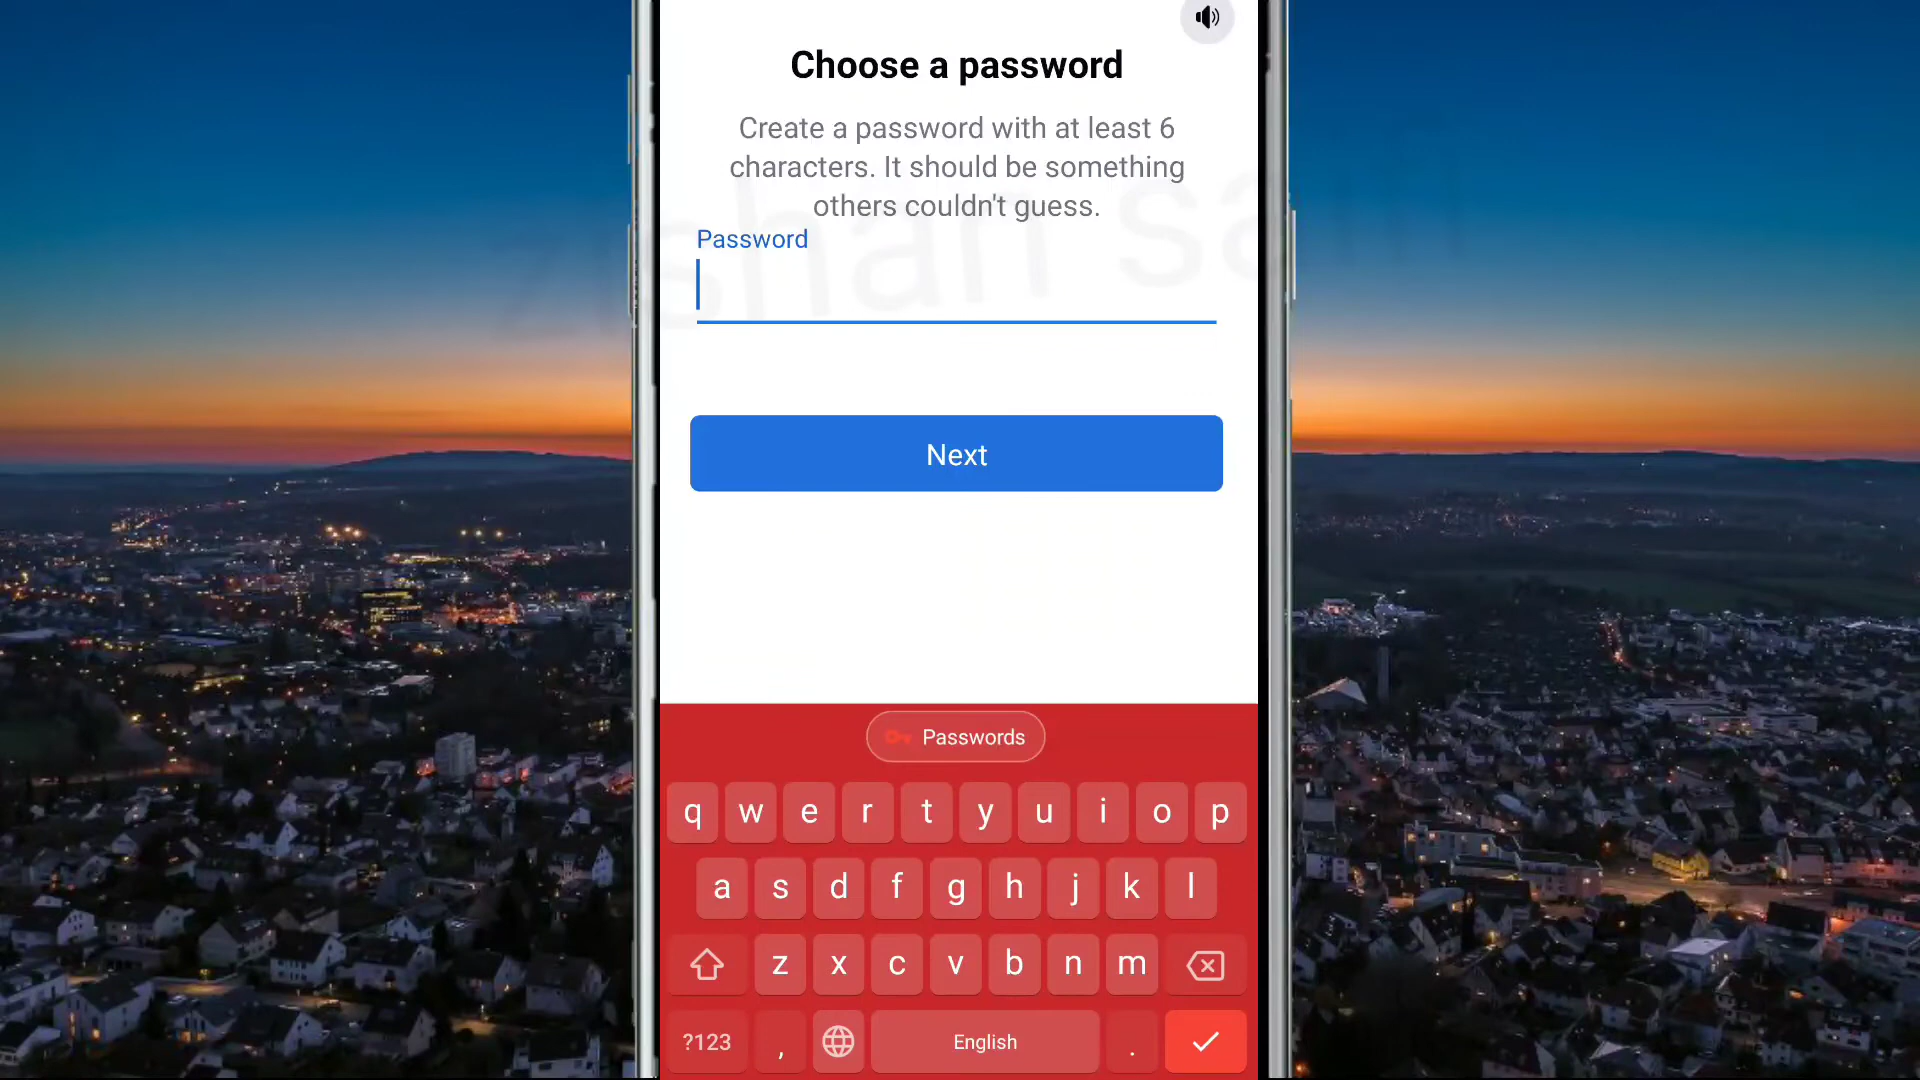 Choose a password
Create a password with at least 6
characters. It should be something
others couldn't guess.
Password
Next
Passwords
q w e r t y u i o p
a s d f g h j k l
z x c v b n m
?123 , English .